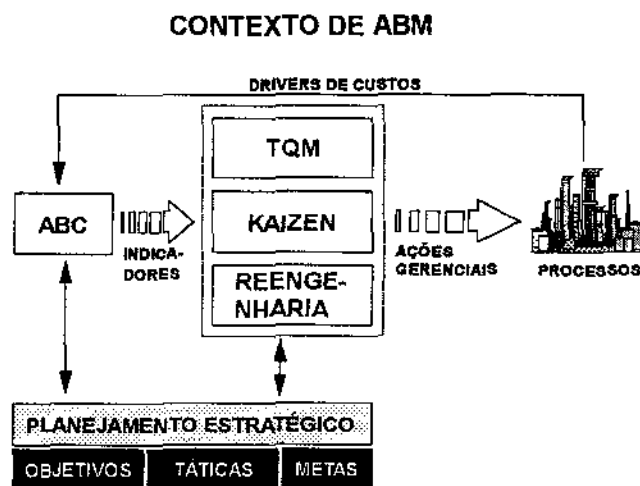 CONTEXTO DE ABM
DRIVERS DE CUSTOS
TQM
ABC
KAIZEN
REENGE-
NHARIA
INDICA-
DORES
AÇÕES
GERENCIAIS
PROCESSOS
PLANEJAMENTO ESTRATÉGICO
OBJETIVOS
TÁTICAS
METAS